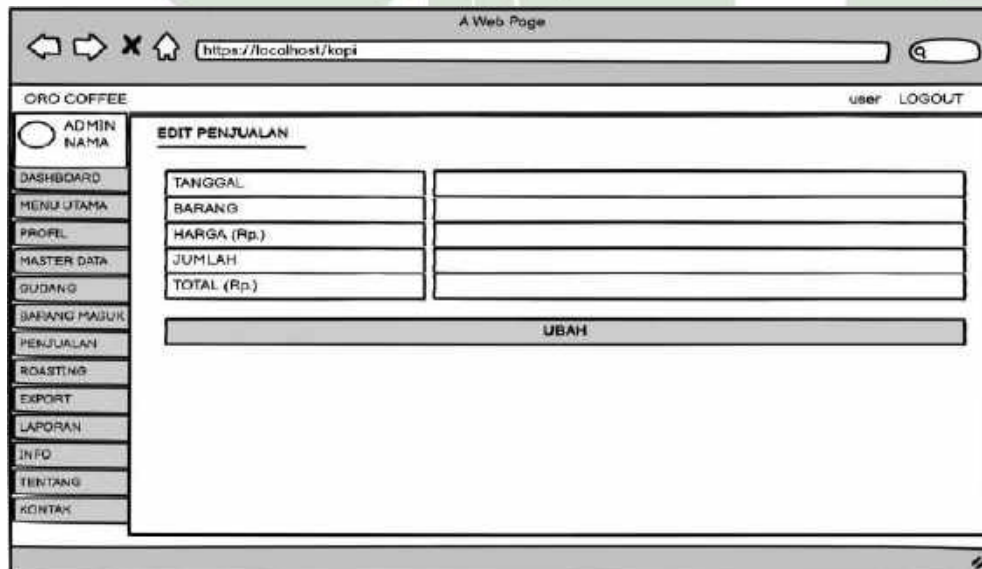 A Web Page
https://localhost/kopi
ORO COFFEE
user LOGOUT
ADMIN
NAMA
DASHBOARD
MENU UTAMA
PROFIL
MASTER DATA
GUDANG
BARANG MASUK
PENJUALAN
ROASTING
EXPORT
LAPORAN
INFO
TENTANG
KONTAK
EDIT PENJUALAN
TANGGAL
BARANG
HARGA (Rp.)
JUMLAH
TOTAL (Rp.)
UBAH